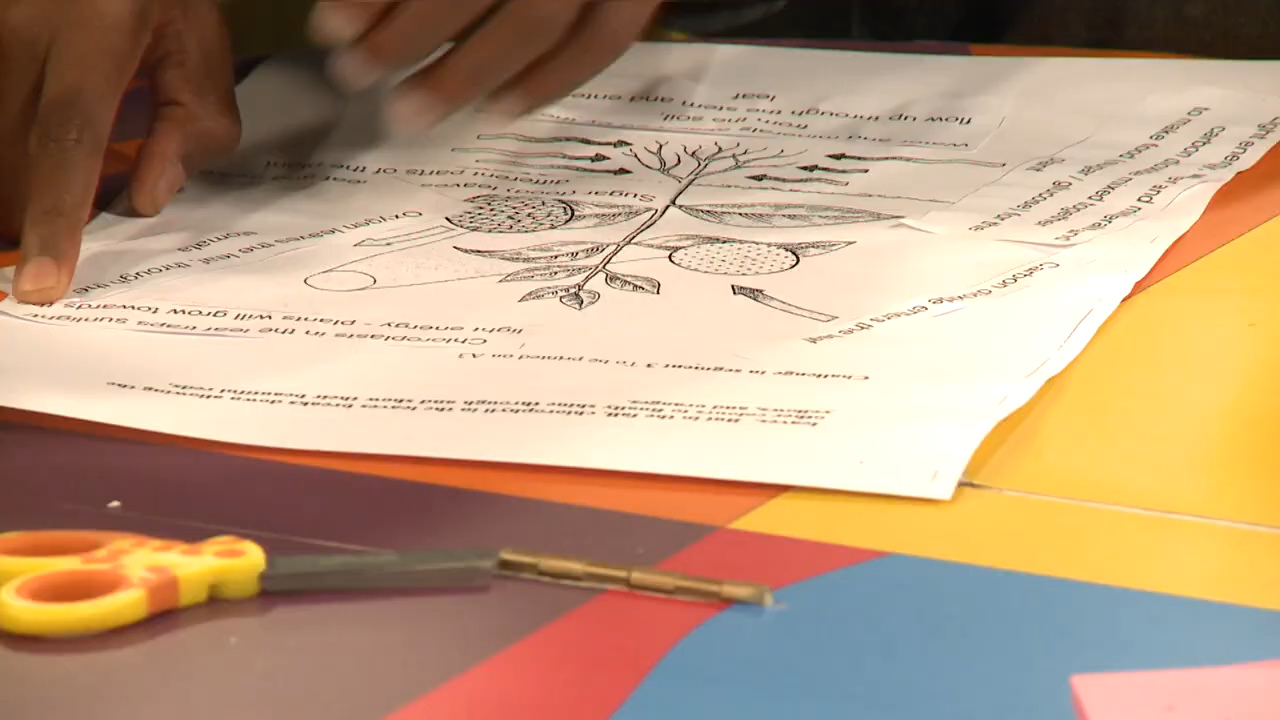 leaves. But in the fall, chlorophyll in the leaves breaks down allowing the
other colours to finally shine through and show their beautiful reds,
yellows, and oranges.
Challenge in segment 3 To be printed on A3
Chloroplasts in the leaf traps sunlight/
light energy - plants will grow towards
Carbon dioxide enters the leaf
Oxygen leaves the leaf, through the
stomata
light energy
carbon dioxide mixed together
to make food (sugar / glucose) for the
plant
Sugar (food) leaves
different parts of the plant
water and minerals
from the soil.
flow up through the stem and enter
leaf